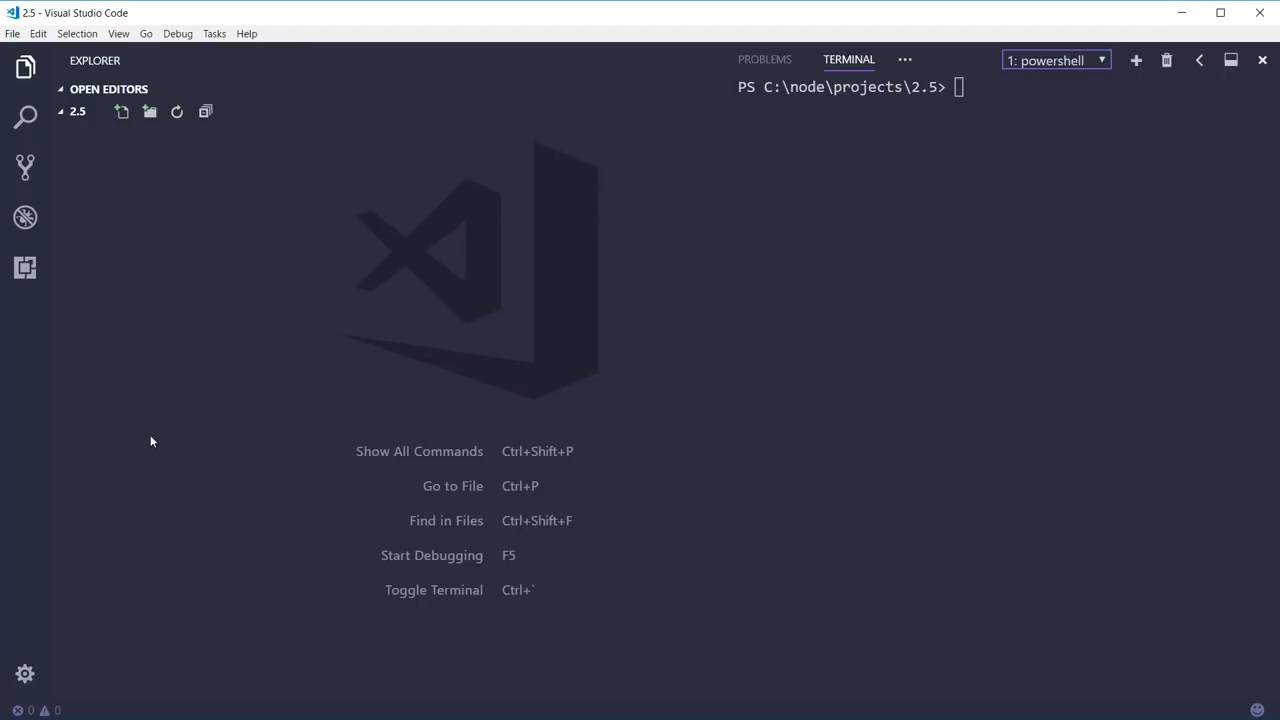 2.5 - Visual Studio Code
File Edit Selection View Go Debug Tasks Help
EXPLORER
OPEN EDITORS
2.5
PROBLEMS TERMINAL ••• 1: powershell
PS C:\node\projects\2.5>
Show All Commands Ctrl+Shift+P
Go to File Ctrl+P
Find in Files Ctrl+Shift+F
Start Debugging F5
Toggle Terminal Ctrl+`
0 0